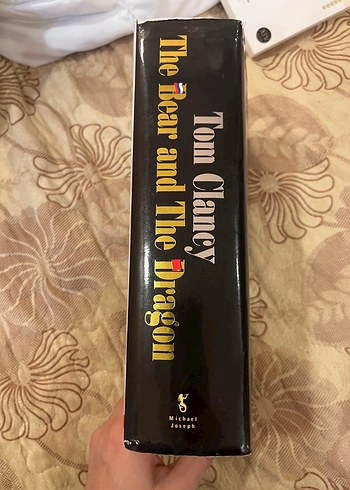 Tom Clancy
The Bear and The Dragon
Michael
Joseph